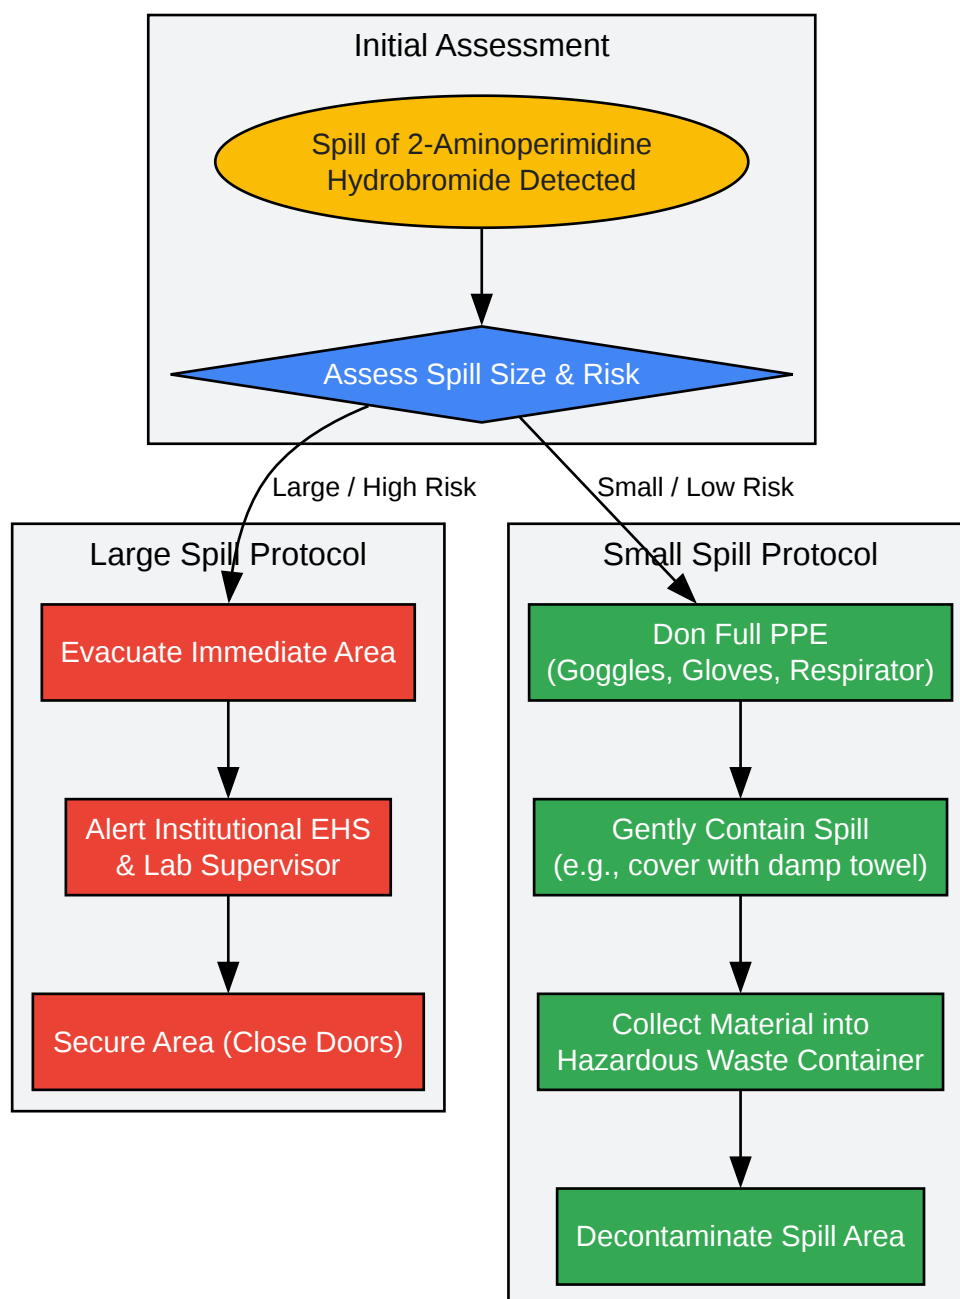 Initial Assessment
Spill of 2-Aminoperimidine
Hydrobromide Detected
Assess Spill Size & Risk
Large / High Risk
Small / Low Risk
Large Spill Protocol
Evacuate Immediate Area
Alert Institutional EHS
& Lab Supervisor
Secure Area (Close Doors)
Small Spill Protocol
Don Full PPE
(Goggles, Gloves, Respirator)
Gently Contain Spill
(e.g., cover with damp towel)
Collect Material into
Hazardous Waste Container
Decontaminate Spill Area